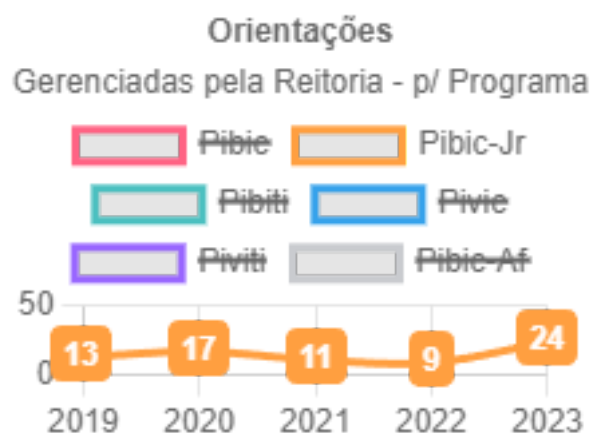 Orientações
Gerenciadas pela Reitoria - p/ Programa
Pibic Pibic-Jr
Pibiti Pivic
Piviti Pibic-Af
50
13 17 11 9 24
0
2019 2020 2021 2022 2023